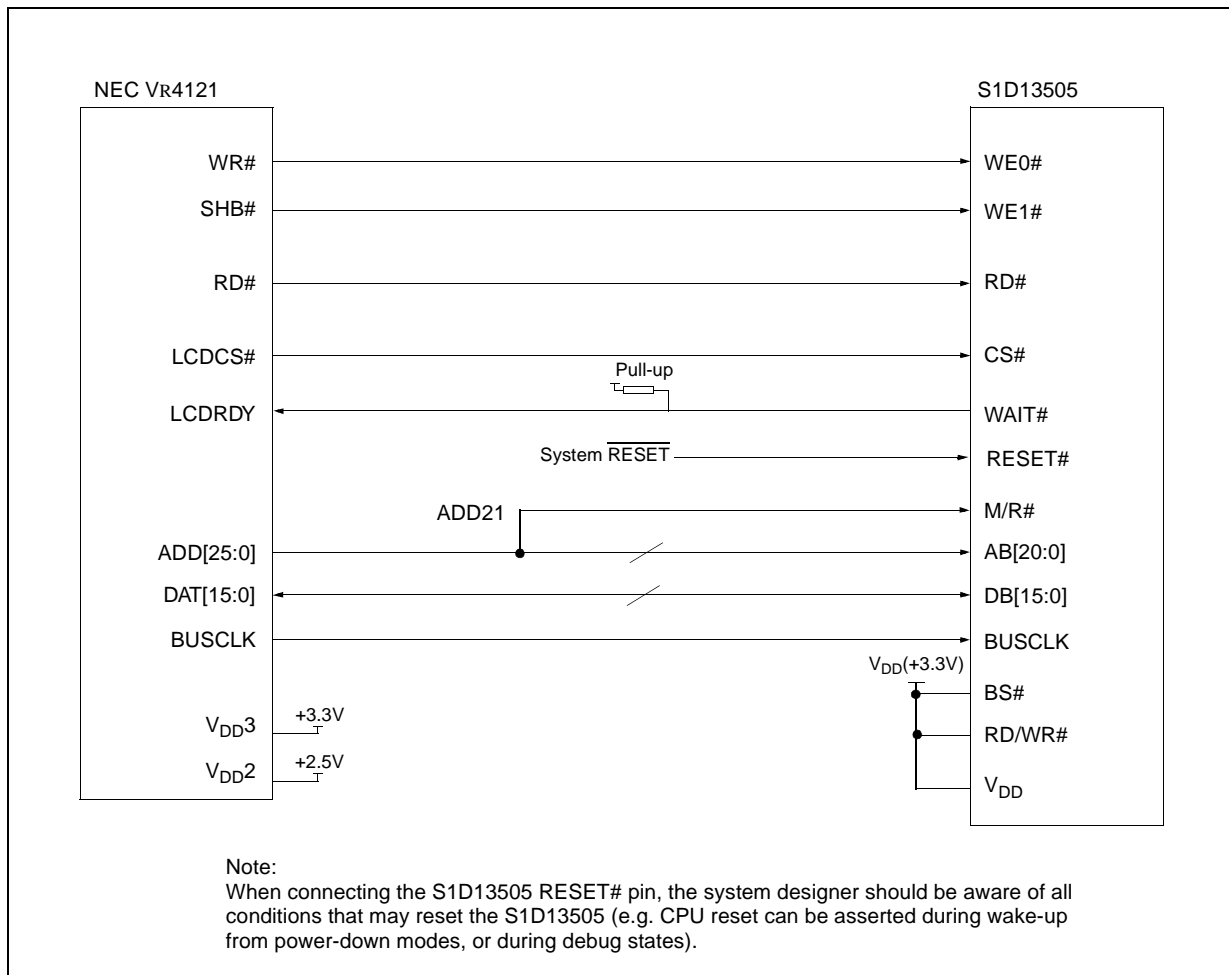 NEC VR4121
S1D13505
WR#
WE0#
SHB#
WE1#
RD#
RD#
LCDCS#
CS#
Pull-up
LCDRDY
WAIT#
System RESET
RESET#
ADD21
M/R#
ADD[25:0]
AB[20:0]
DAT[15:0]
DB[15:0]
BUSCLK
BUSCLK
VDD(+3.3V)
BS#
VDD3
+3.3V
RD/WR#
VDD2
+2.5V
VDD
Note:
When connecting the S1D13505 RESET# pin, the system designer should be aware of all
conditions that may reset the S1D13505 (e.g. CPU reset can be asserted during wake-up
from power-down modes, or during debug states).